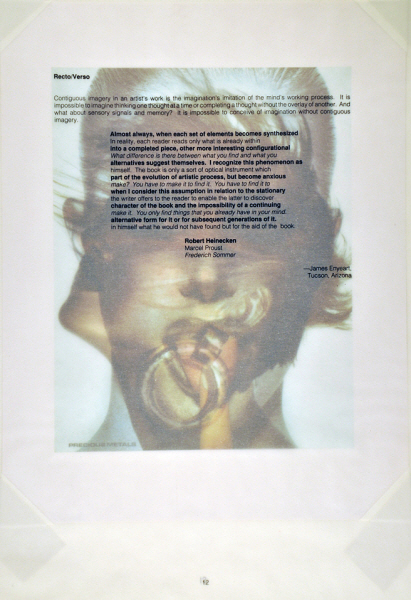 Recto/Verso
Contiguous imagery in an artist's work is the imagination's imitation of the mind's working process. It is
impossible to imagine thinking one thought at a time or completing a thought without the overlay of another. And
what about sensory signals and memory? It is impossible to conceive of imagination without contiguous
imagery.
Almost always, when each set of elements becomes synthesized
In reality, each reader reads only what is already within
into a completed piece, other more interesting configurational
What difference is there between what you find and what you
alternatives suggest themselves. I recognize this phenomenon as
himself. The book is only a sort of optical instrument which
part of the evolution of artistic process, but become anxious
make? You have to make it to find it. You have to find it to
when I consider this assumption in relation to the stationary
the writer offers to the reader to enable the latter to discover
character of the book and the impossibility of a continuing
make it. You only find things that you already have in your mind.
alternative form for it or for subsequent generations of it.
in himself what he would not have found but for the aid of the book.
Robert Heinecken
Marcel Proust
Frederick Sommer
—James Enyeart,
Tucson, Arizona
12